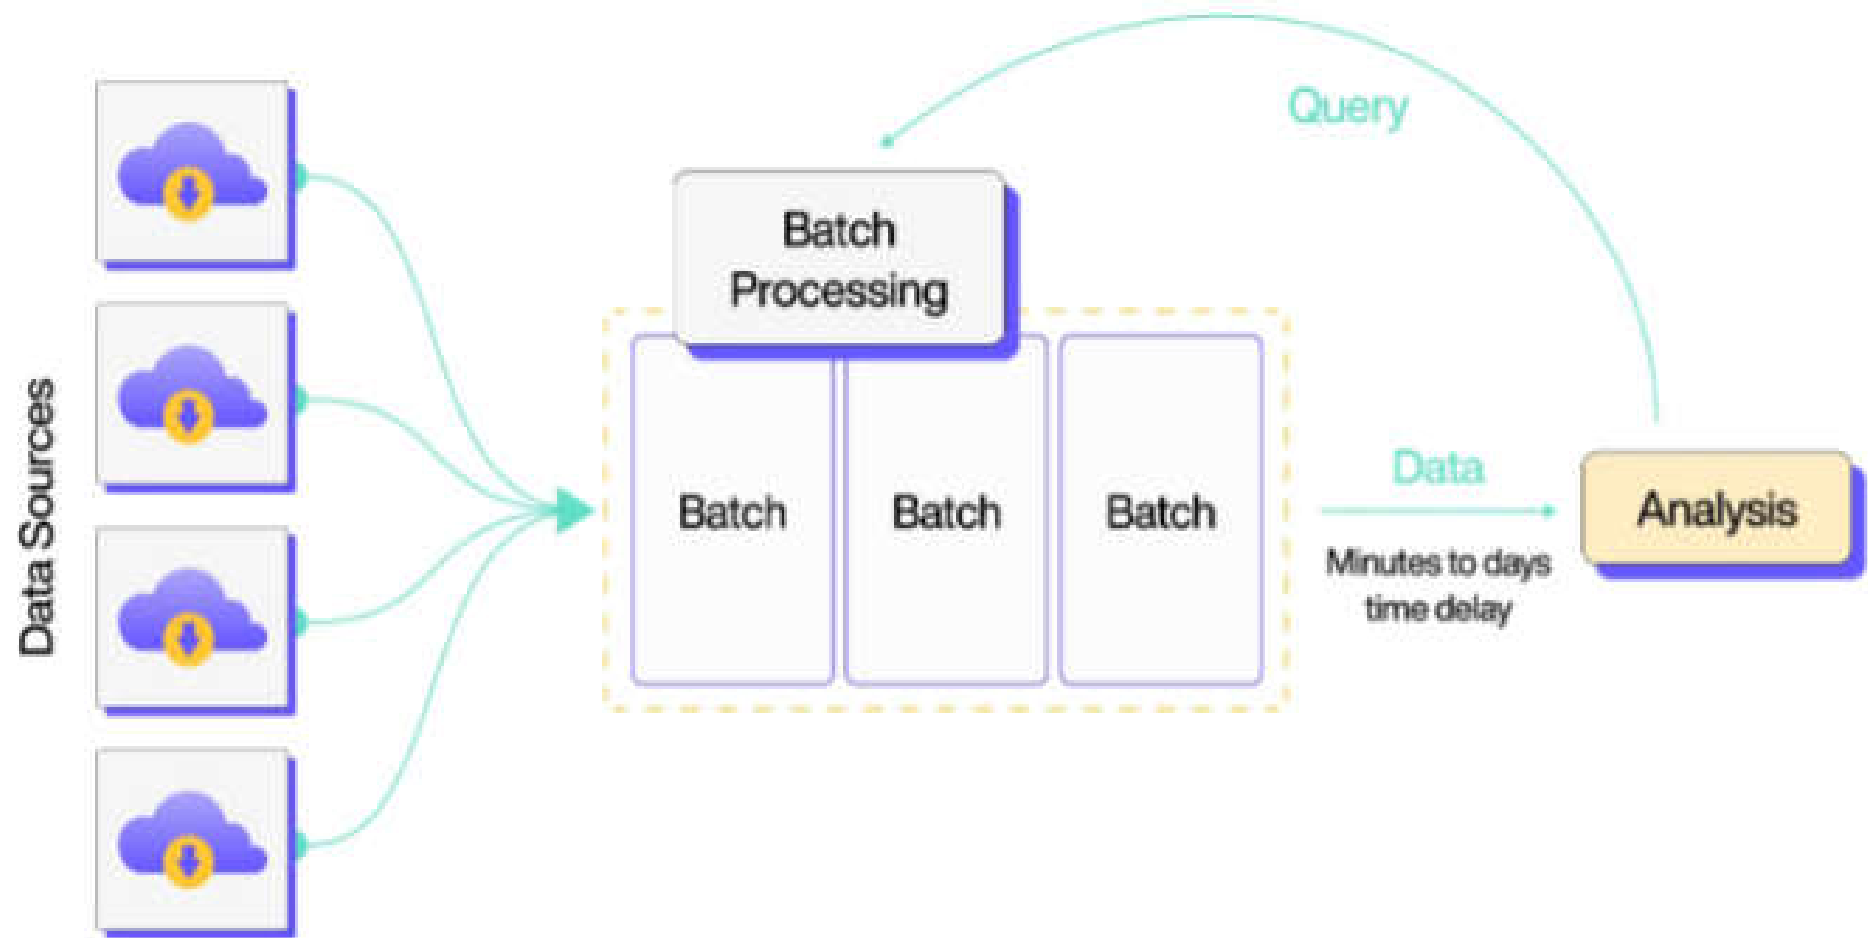 Data Sources
Batch
Processing
Batch
Batch
Batch
Query
Data
Minutes to days
time delay
Analysis